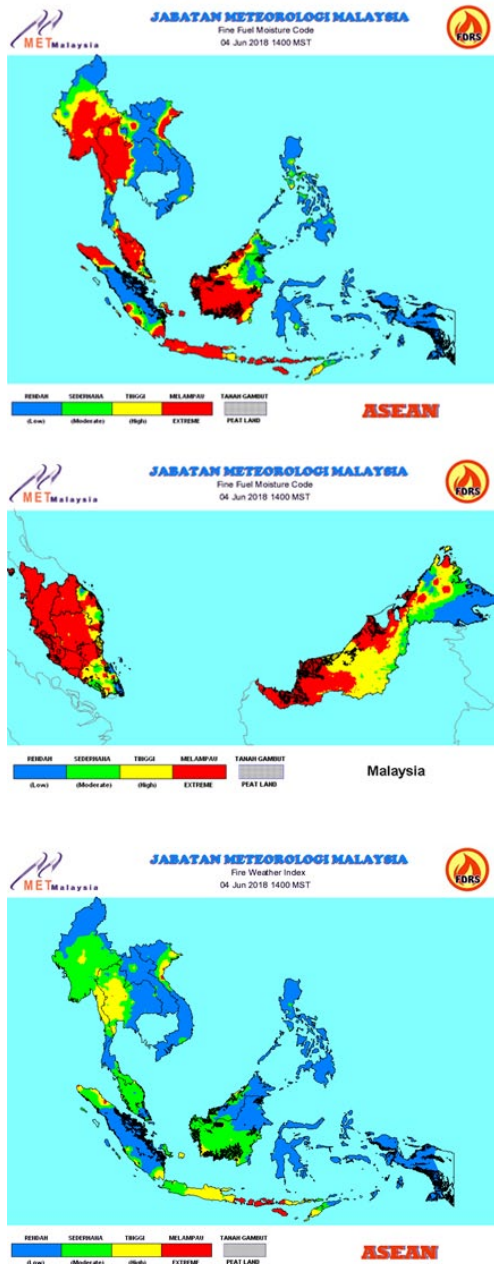 JABATAN METEOROLOGI MALAYSIA
Fine Fuel Moisture Code
04 Jun 2018 1400 MST
METMalaysia
FDRS
RENDAH SEDERHANA TINGGI MELAMPAU TANAH GAMBUT
(Low) (Moderate) (High) EXTREME PEAT LAND
ASEAN
JABATAN METEOROLOGI MALAYSIA
Fine Fuel Moisture Code
04 Jun 2018 1400 MST
METMalaysia
FDRS
RENDAH SEDERHANA TINGGI MELAMPAU TANAH GAMBUT
(Low) (Moderate) (High) EXTREME PEAT LAND
Malaysia
JABATAN METEOROLOGI MALAYSIA
Fire Weather Index
04 Jun 2018 1400 MST
METMalaysia
FDRS
RENDAH SEDERHANA TINGGI MELAMPAU TANAH GAMBUT
(Low) (Moderate) (High) EXTREME PEAT LAND
ASEAN